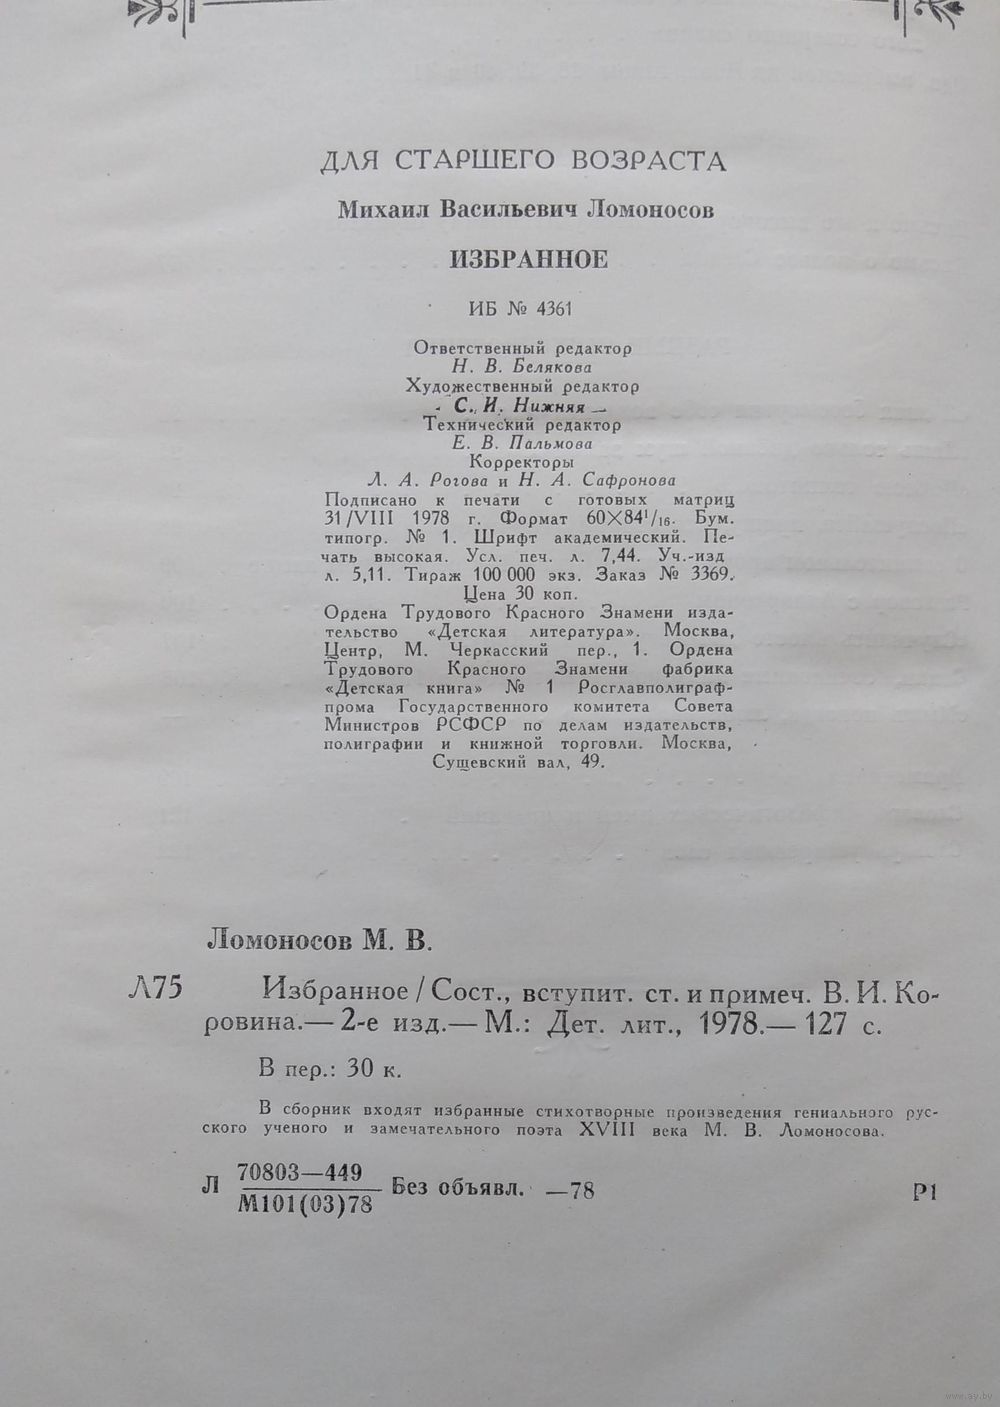 ДЛЯ СТАРШЕГО ВОЗРАСТА
Михаил Васильевич Ломоносов
ИЗБРАННОЕ
ИБ № 4361
Ответственный редактор
Н. В. Белякова
Художественный редактор
С. И. Нижняя
Технический редактор
Е. В. Пальмова
Корректоры
Л. А. Рогова и Н. А. Сафронова
Подписано к печати с готовых матриц
31/VIII 1978 г. Формат 60X84¹/₁₆. Бум.
типогр. № 1. Шрифт академический. Пе-
чать высокая. Усл. печ. л. 7,44. Уч.-изд
л. 5,11. Тираж 100 000 экз. Заказ № 3369.
Цена 30 коп.
Ордена Трудового Красного Знамени изда-
тельство «Детская литература». Москва,
Центр, М. Черкасский пер., 1. Ордена
Трудового Красного Знамени фабрика
«Детская книга» № 1 Росглавполиграф-
прома Государственного комитета Совета
Министров РСФСР по делам издательств,
полиграфии и книжной торговли. Москва,
Сущевский вал, 49.
Ломоносов М. В.
Л75 Избранное / Сост., вступит. ст. и примеч. В. И. Ко-
ровина.— 2-е изд.— М.: Дет. лит., 1978.— 127 с.
В пер.: 30 к.
В сборник входят избранные стихотворные произведения гениального рус-
ского ученого и замечательного поэта XVIII века М. В. Ломоносова.
70803—449
Л Без объявл. —78 Р1
М101(03)78
www.ay.by